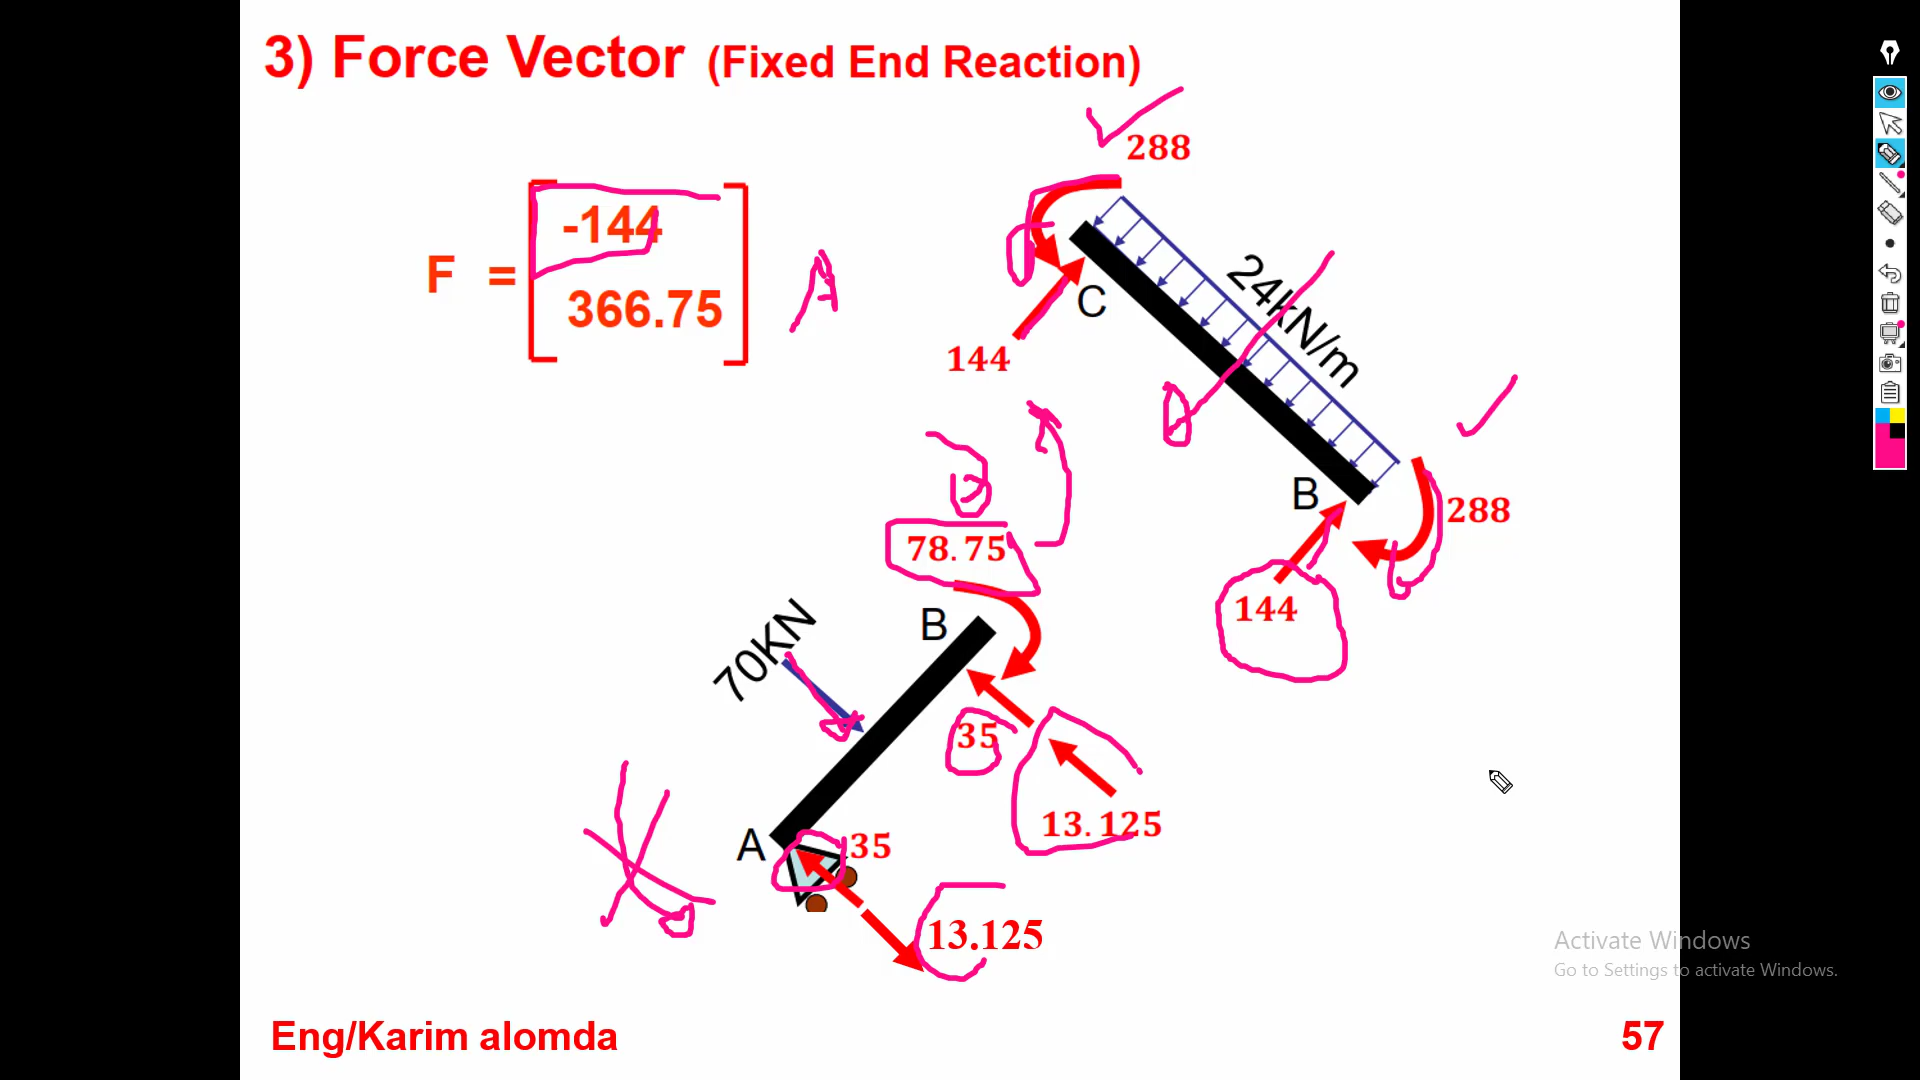 3) Force Vector (Fixed End Reaction)
288
-144
F =
366.75
A
24kN/m
C
144
B
288
78.75
144
B
70KN
35
13.125
A
35
13.125
Activate Windows
Go to Settings to activate Windows.
Eng/Karim alomda
57